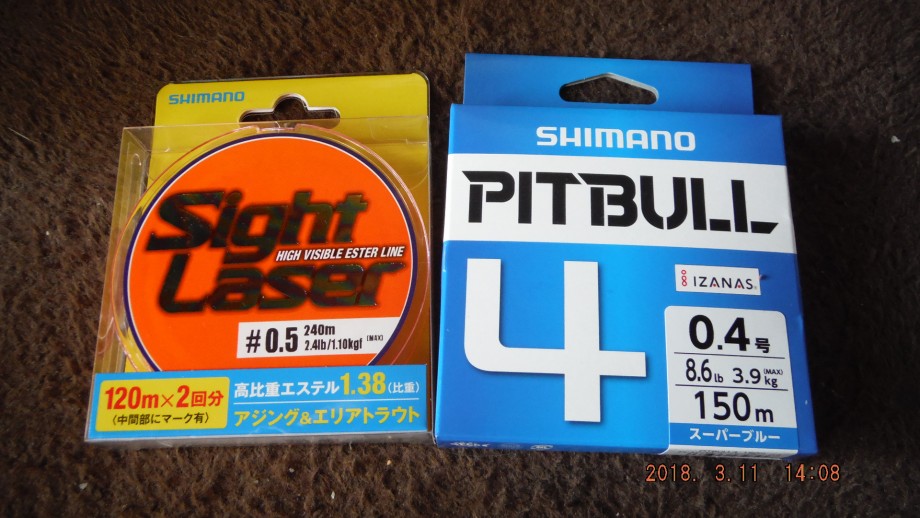 SHIMANO
Sight
HIGH VISIBLE ESTER LINE
Laser
#0.5
240m
2.4lb/1.10kgf (MAX)
120m×2回分
(中間部にマーク有)
高比重エステル1.38(比重)
アジング&エリアトラウト
SHIMANO
PITBULL
4
IZANAS
0.4号
8.6lb 3.9kg (MAX)
150m
スーパーブルー
2018. 3.11 14:08